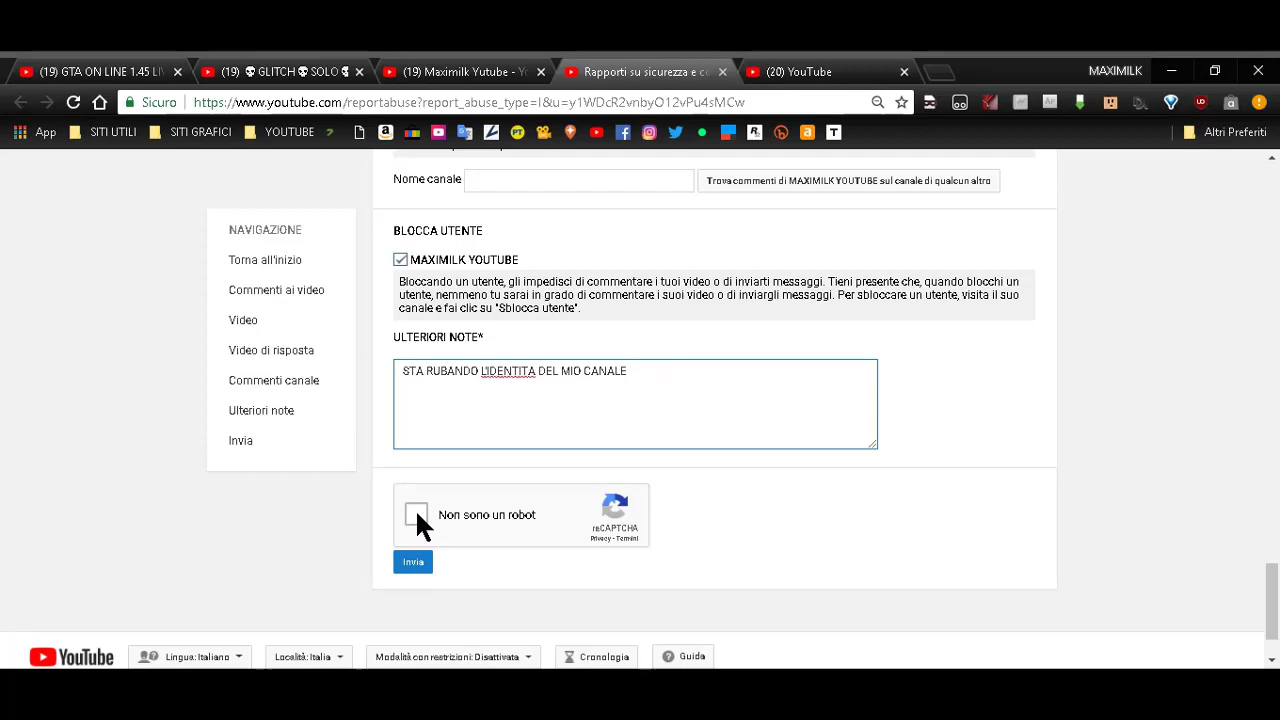 (19) GTA ON LINE 1.45 LI
(19) 💀GLITCH💀SOLO💀
(19) Maximilk Yutube - Y
Rapporti su sicurezza e co
(20) YouTube
MAXIMILK
Sicuro
https://www.youtube.com/reportabuse?report_abuse_type=I&u=y1WDcR2vnbyO12vPu4sMCw
App
SITI UTILI
SITI GRAFICI
YOUTUBE
Altri Preferiti
Nome canale
Trova commenti di MAXIMILK YOUTUBE sul canale di qualcun altro
NAVIGAZIONE
Torna all'inizio
Commenti ai video
Video
Video di risposta
Commenti canale
Ulteriori note
Invia
BLOCCA UTENTE
MAXIMILK YOUTUBE
Bloccando un utente, gli impedisci di commentare i tuoi video o di inviarti messaggi. Tieni presente che, quando blocchi un
utente, nemmeno tu sarai in grado di commentare i suoi video o di inviargli messaggi. Per sbloccare un utente, visita il suo
canale e fai clic su "Sblocca utente".
ULTERIORI NOTE*
STA RUBANDO L'IDENTITA DEL MIO CANALE
Non sono un robot
reCAPTCHA
Privacy - Termini
Invia
YouTube
Lingua: Italiano
Località: Italia
Modalità con restrizioni: Disattivata
Cronologia
Guida